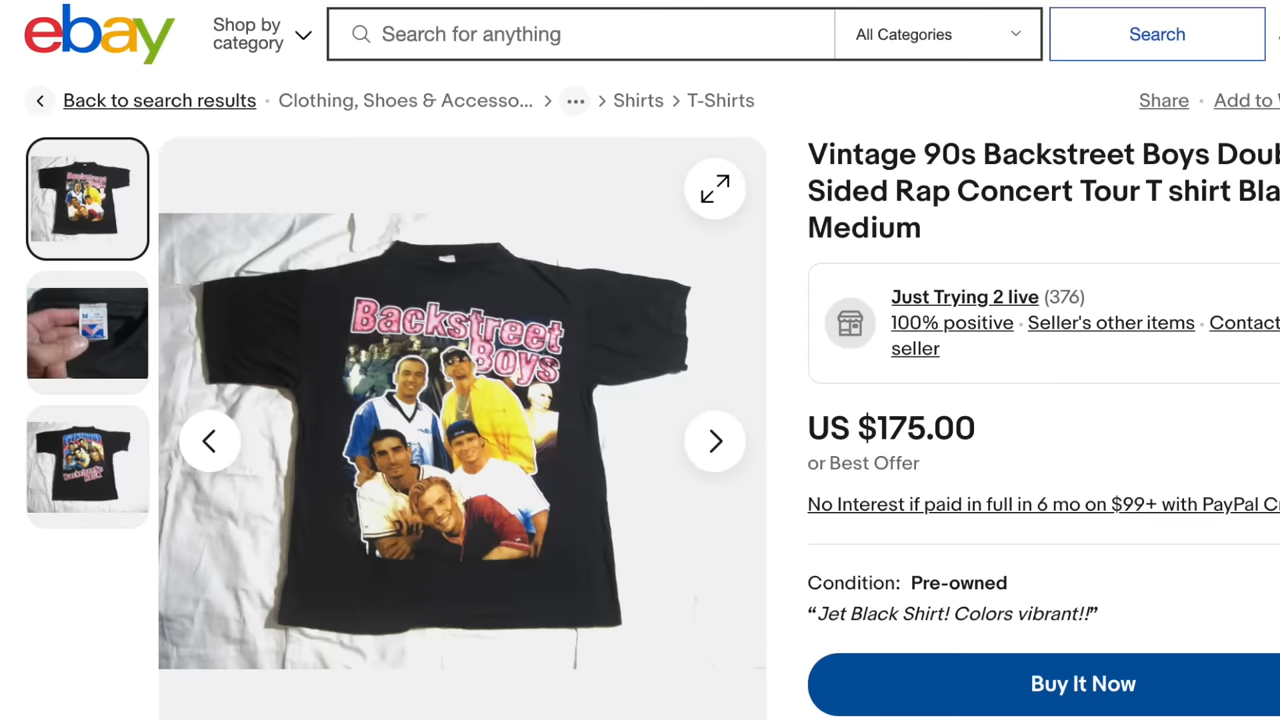 ebay
Shop by
category
Search for anything
All Categories
Search
Back to search results
Clothing, Shoes & Accesso... > ... > Shirts > T-Shirts
Share
Add to
Vintage 90s Backstreet Boys Doub
Sided Rap Concert Tour T shirt Bla
Medium
Just Trying 2 live (376)
100% positive · Seller's other items · Contact
seller
US $175.00
or Best Offer
No Interest if paid in full in 6 mo on $99+ with PayPal C
Condition: Pre-owned
“Jet Black Shirt! Colors vibrant!!”
Buy It Now
Backstreet
Boys
M